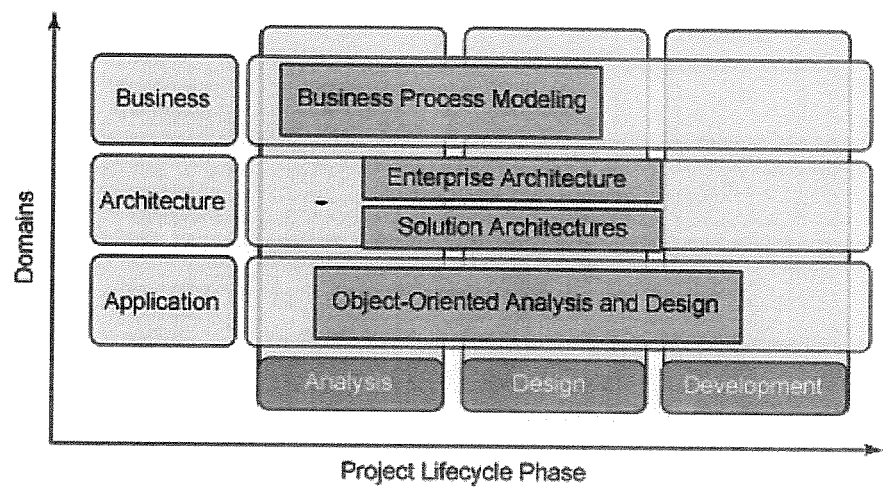 Business
Business Process Modeling
Architecture
Enterprise Architecture
Solution Architectures
Application
Object-Oriented Analysis and Design
Analysis
Design
Development
Domains
Project Lifecycle Phase